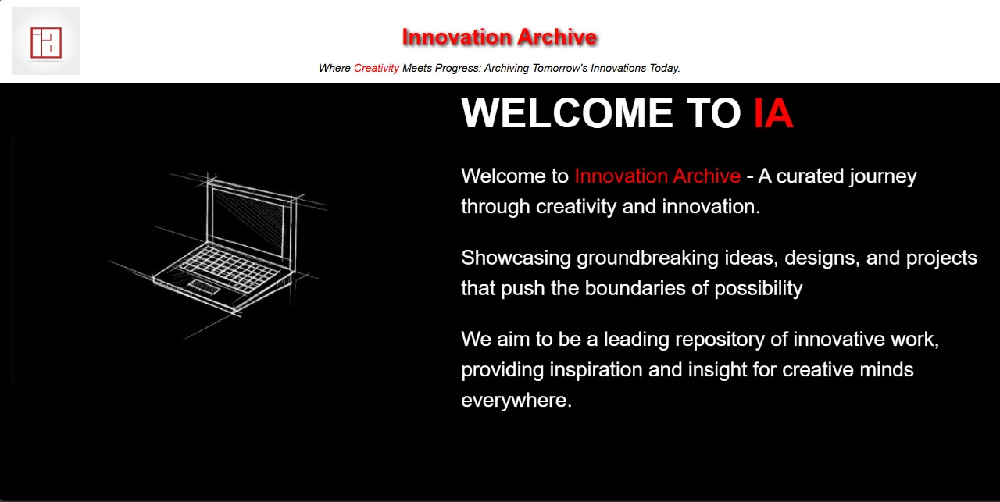 ia
Innovation Archive
Where Creativity Meets Progress: Archiving Tomorrow's Innovations Today.
WELCOME TO IA
Welcome to Innovation Archive - A curated journey
through creativity and innovation.
Showcasing groundbreaking ideas, designs, and projects
that push the boundaries of possibility
We aim to be a leading repository of innovative work,
providing inspiration and insight for creative minds
everywhere.